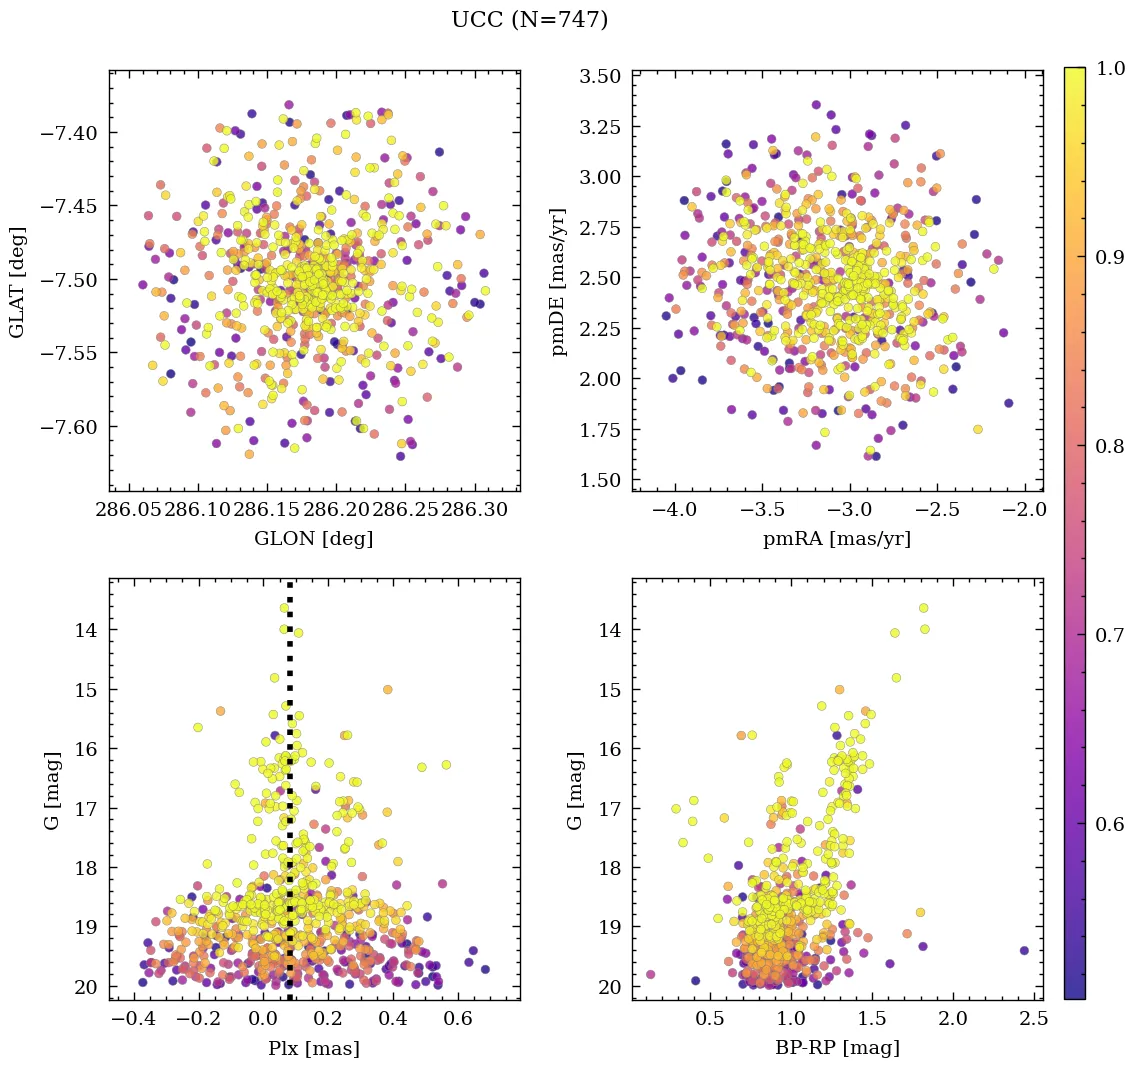 UCC (N=747)
−7.40
−7.45
−7.50
−7.55
−7.60
GLAT [deg]
286.05 286.10 286.15 286.20 286.25 286.30
GLON [deg]
3.50
3.25
3.00
2.75
2.50
2.25
2.00
1.75
1.50
pmDE [mas/yr]
−4.0 −3.5 −3.0 −2.5 −2.0
pmRA [mas/yr]
14
15
16
17
18
19
20
G [mag]
−0.4 −0.2 0.0 0.2 0.4 0.6
Plx [mas]
14
15
16
17
18
19
20
G [mag]
0.5 1.0 1.5 2.0 2.5
BP-RP [mag]
1.0
0.9
0.8
0.7
0.6